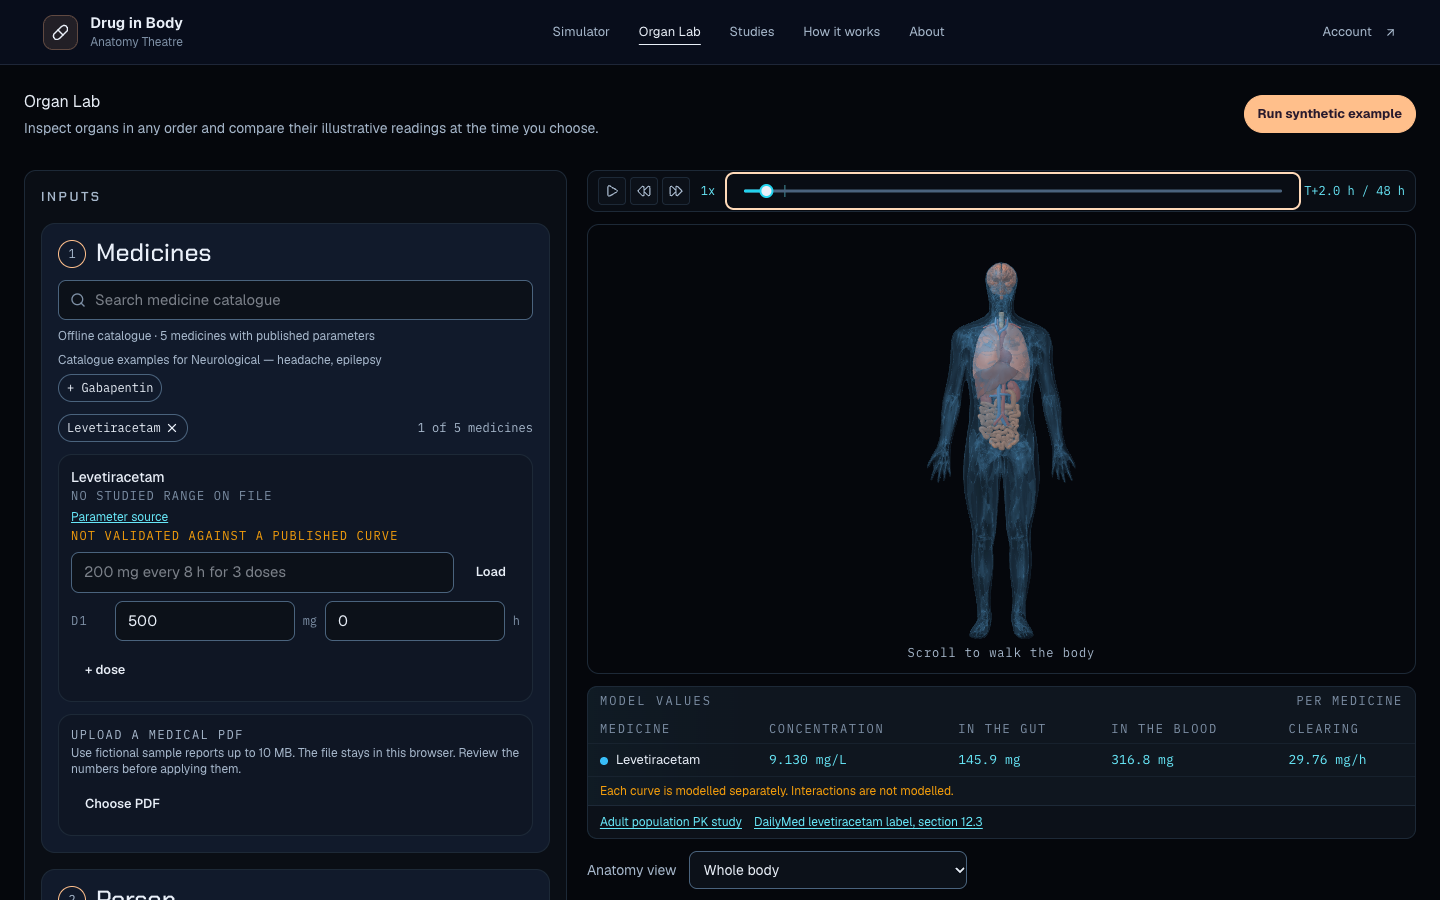 Drug in Body
Anatomy Theatre
Simulator
Organ Lab
Studies
How it works
About
Account
Organ Lab
Inspect organs in any order and compare their illustrative readings at the time you choose.
Run synthetic example
INPUTS
1 Medicines
Search medicine catalogue
Offline catalogue · 5 medicines with published parameters
Catalogue examples for Neurological — headache, epilepsy
+ Gabapentin
Levetiracetam
1 of 5 medicines
Levetiracetam
NO STUDIED RANGE ON FILE
Parameter source
NOT VALIDATED AGAINST A PUBLISHED CURVE
200 mg every 8 h for 3 doses
Load
D1 500 mg 0 h
+ dose
UPLOAD A MEDICAL PDF
Use fictional sample reports up to 10 MB. The file stays in this browser. Review the
numbers before applying them.
Choose PDF
2 Person
1x
T+2.0 h / 48 h
Scroll to walk the body
MODEL VALUES PER MEDICINE
MEDICINE CONCENTRATION IN THE GUT IN THE BLOOD CLEARING
Levetiracetam 9.130 mg/L 145.9 mg 316.8 mg 29.76 mg/h
Each curve is modelled separately. Interactions are not modelled.
Adult population PK study DailyMed levetiracetam label, section 12.3
Anatomy view Whole body